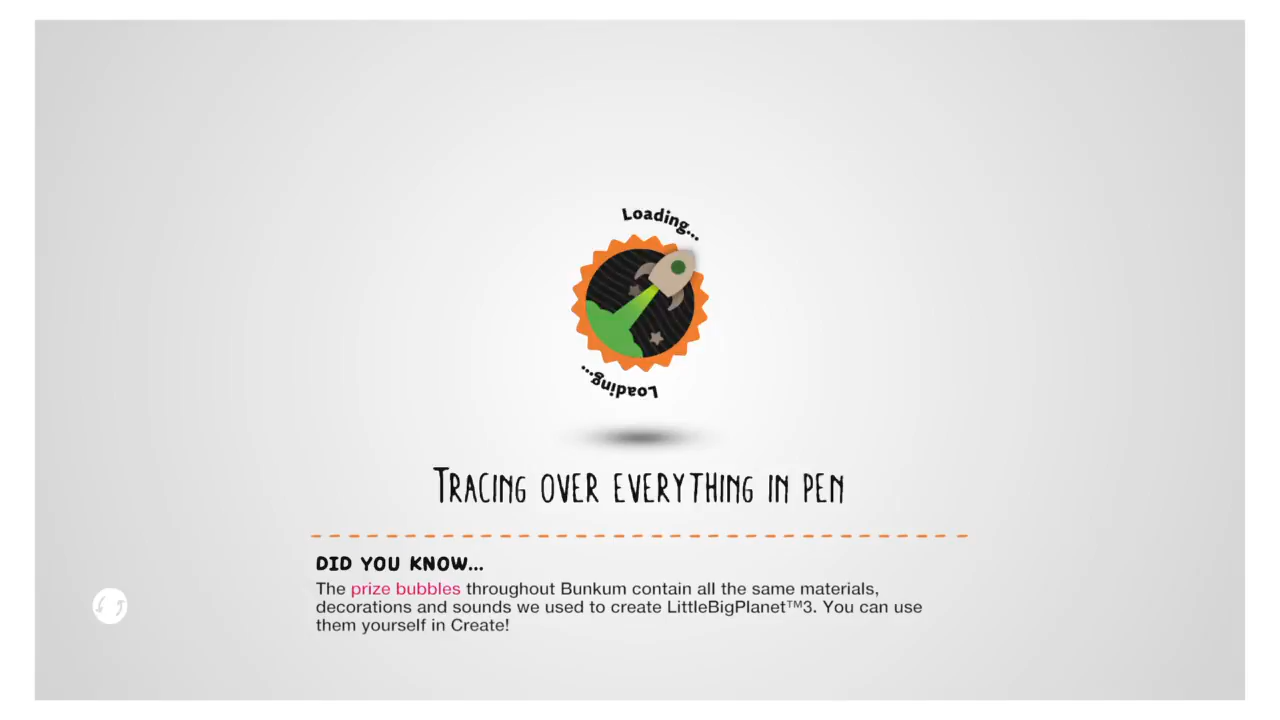 Loading...
Loading...
Tracing over everything in pen
DID YOU KNOW...
The prize bubbles throughout Bunkum contain all the same materials,
decorations and sounds we used to create LittleBigPlanet™3. You can use
them yourself in Create!